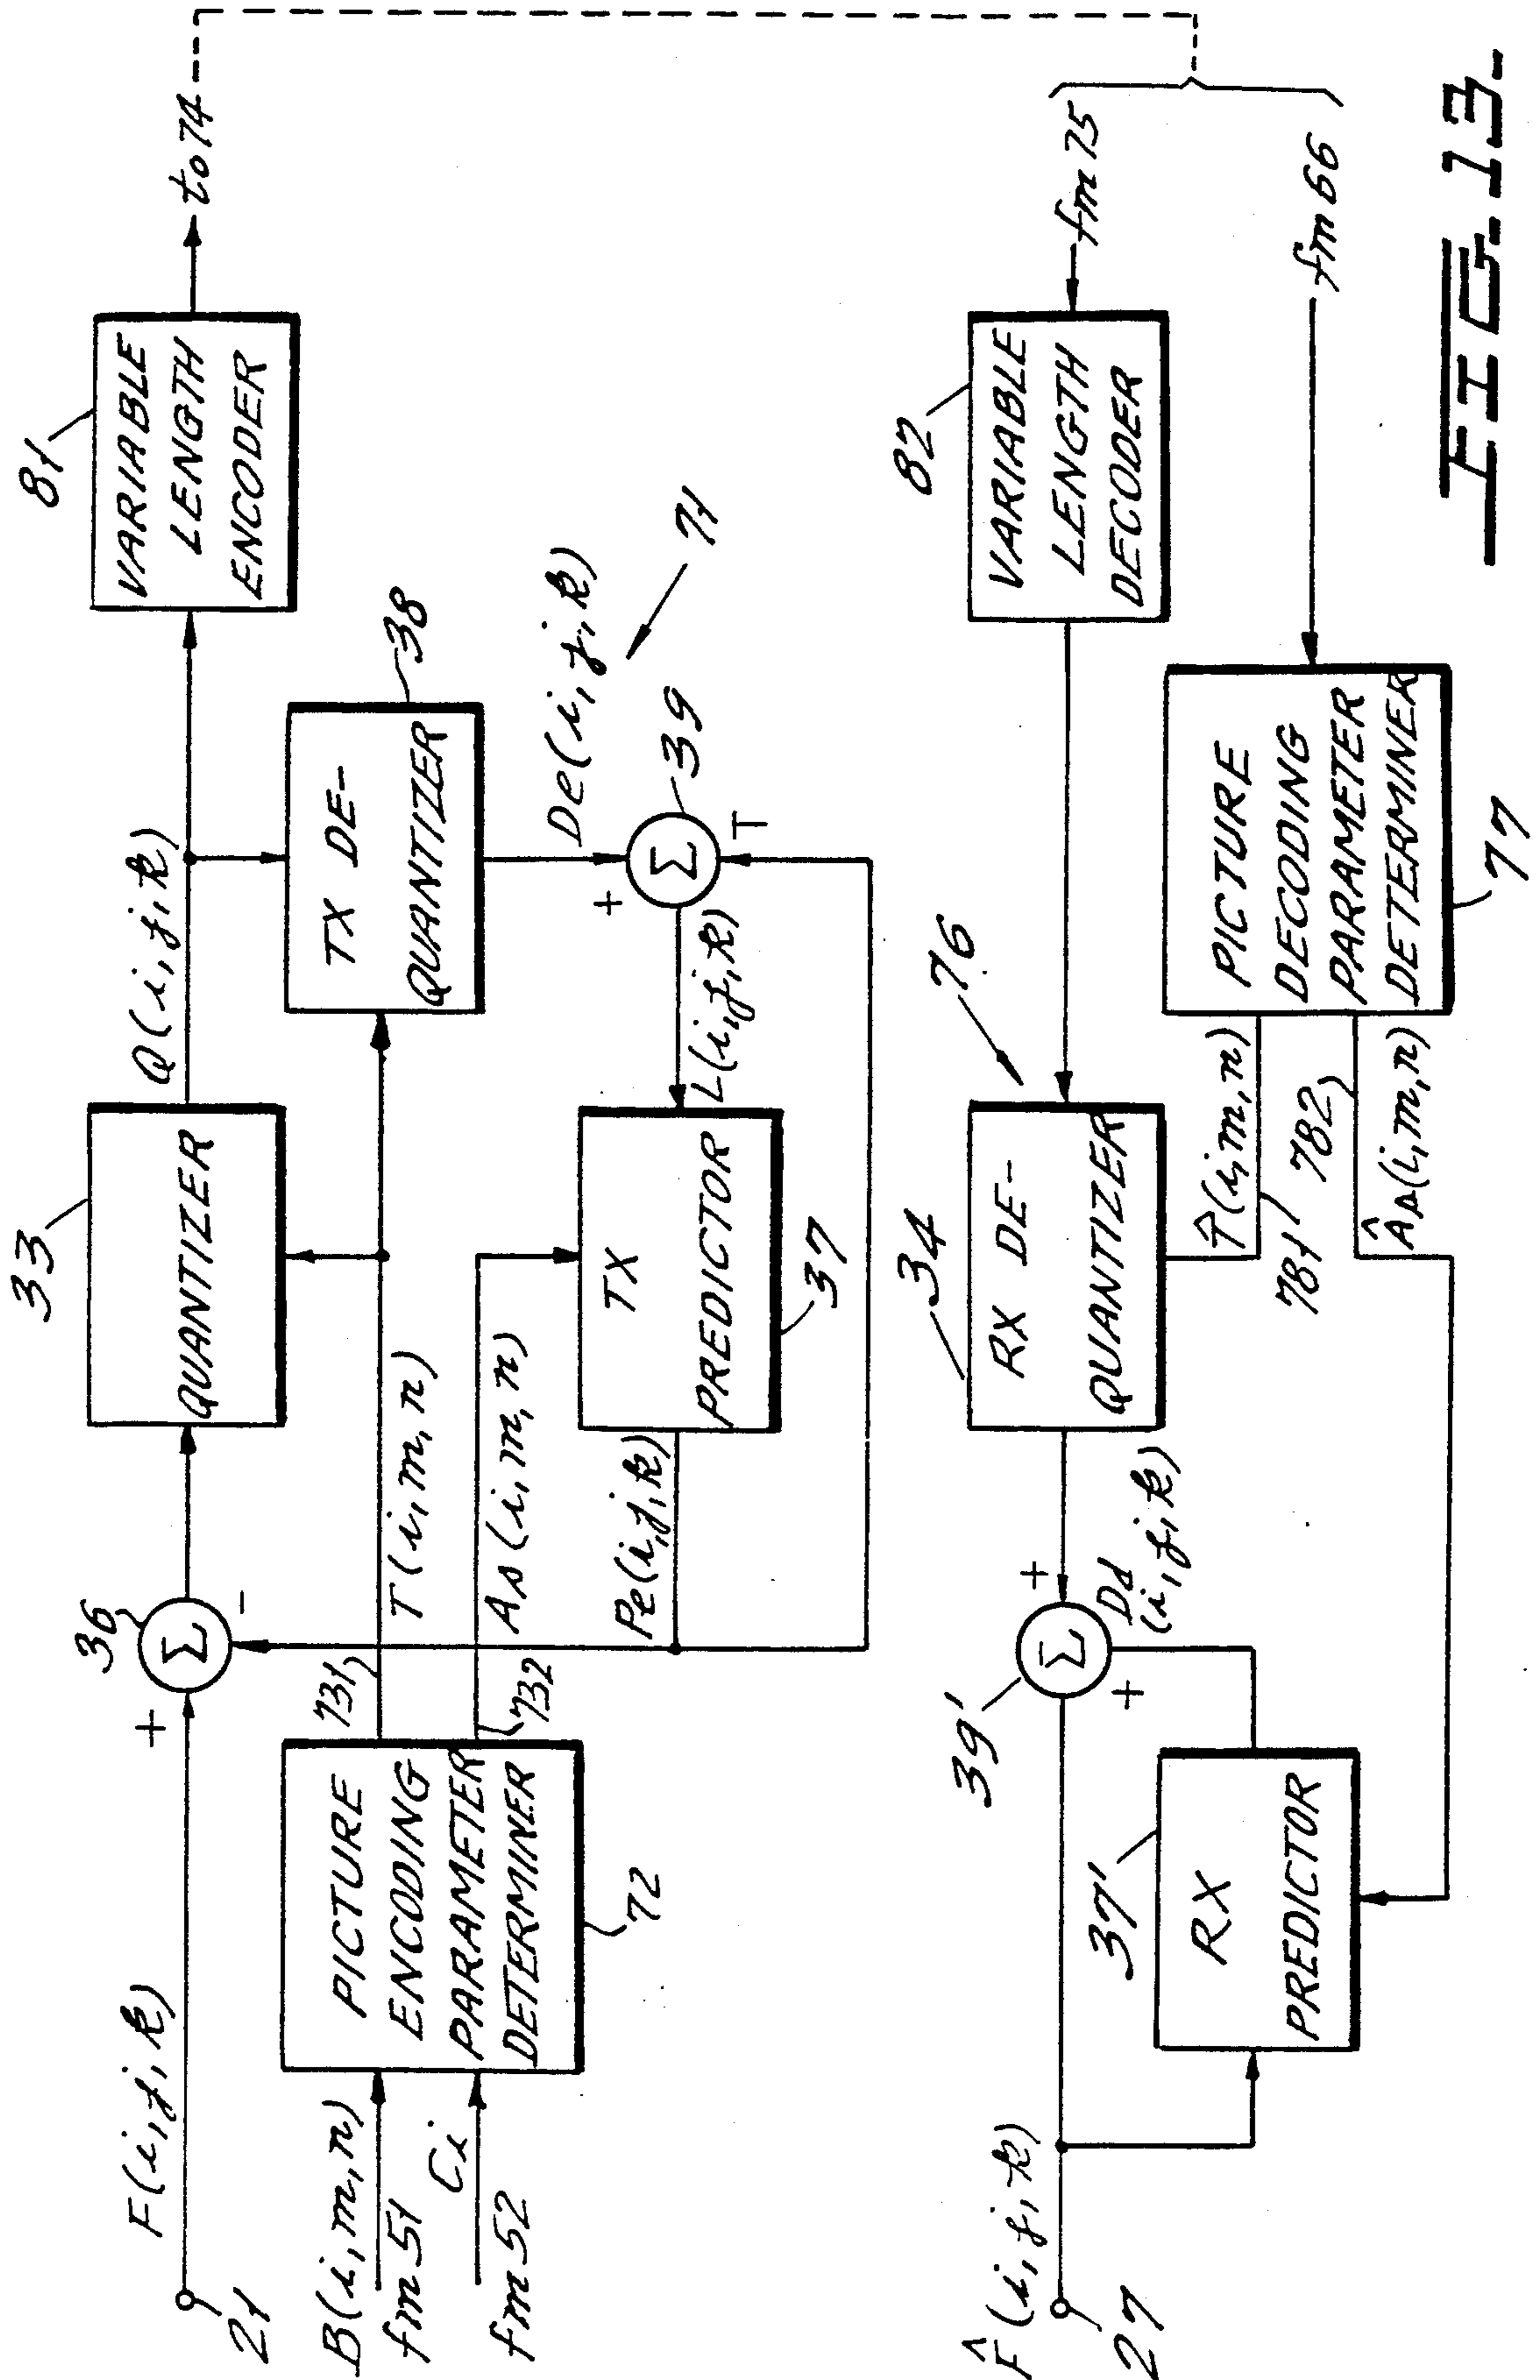 F(i,j,k)
21
+
36
Σ
-
33
QUANTIZER
Q(i,j,k)
81
VARIABLE
LENGTH
ENCODER
to 74
B(i,m,n)
fm 51
Ci
fm 52
PICTURE
ENCODING
PARAMETER
DETERMINER
72
731
T(i,m,n)
732
As(i,m,n)
TX DE-
QUANTIZER
38
De(i,j,k)
71
Pe(i,j,k)
TX
PREDICTOR
37
L(i,j,k)
+
Σ
39
+
F̂(i,j,k)
27
39'
Σ
+
+
Dd
(i,j,k)
34
RX DE-
QUANTIZER
76
82
VARIABLE
LENGTH
DECODER
fm 75
37'
RX
PREDICTOR
T̂(i,m,n)
781
782
Âs(i,m,n)
PICTURE
DECODING
PARAMETER
DETERMINER
77
fm 66
FIG.13.